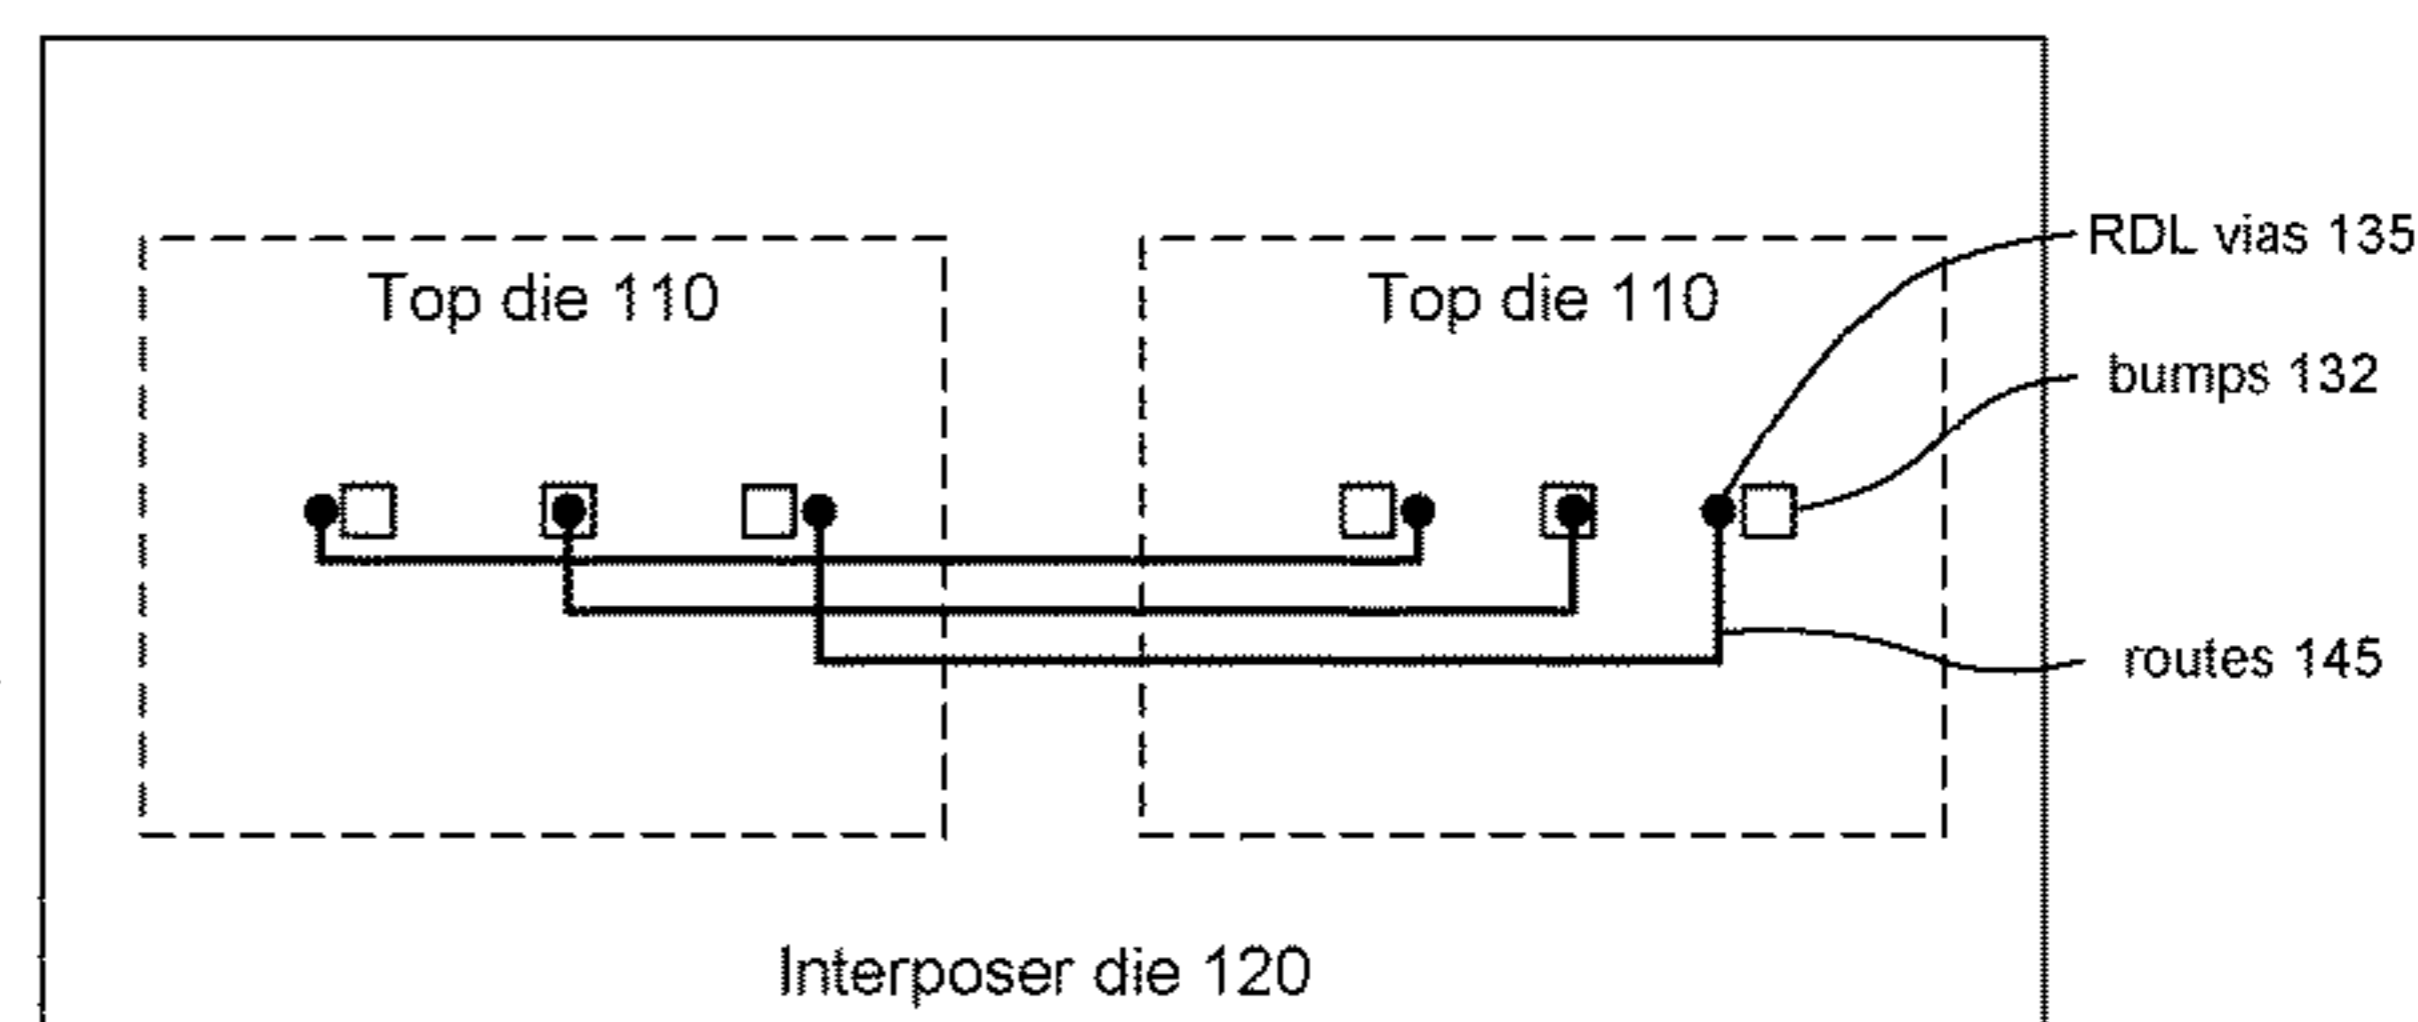 RDL vias 135
Top die 110
Top die 110
bumps 132
routes 145
Interposer die 120